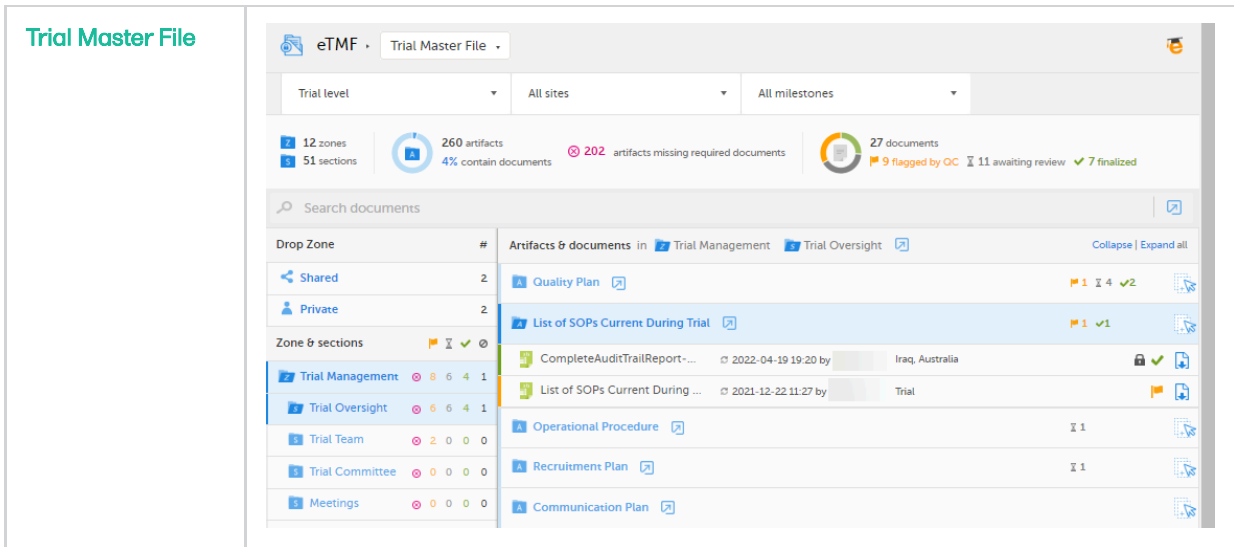 Trial Master File
eTMF
Trial Master File
Trial level
All sites
All milestones
12 zones
51 sections
260 artifacts
4% contain documents
202 artifacts missing required documents
27 documents
9 flagged by QC 11 awaiting review 7 finalized
Search documents
Drop Zone #
Shared 2
Private 2
Zone & sections
Trial Management 8 6 4 1
Trial Oversight 6 6 4 1
Trial Team 2 0 0 0
Trial Committee 0 0 0 0
Meetings 0 0 0 0
Artifacts & documents in Trial Management Trial Oversight
Collapse | Expand all
Quality Plan 1 4 2
List of SOPs Current During Trial 1 1
CompleteAuditTrailReport-... 2022-04-19 19:20 by Iraq, Australia
List of SOPs Current During ... 2021-12-22 11:27 by Trial
Operational Procedure 1
Recruitment Plan 1
Communication Plan